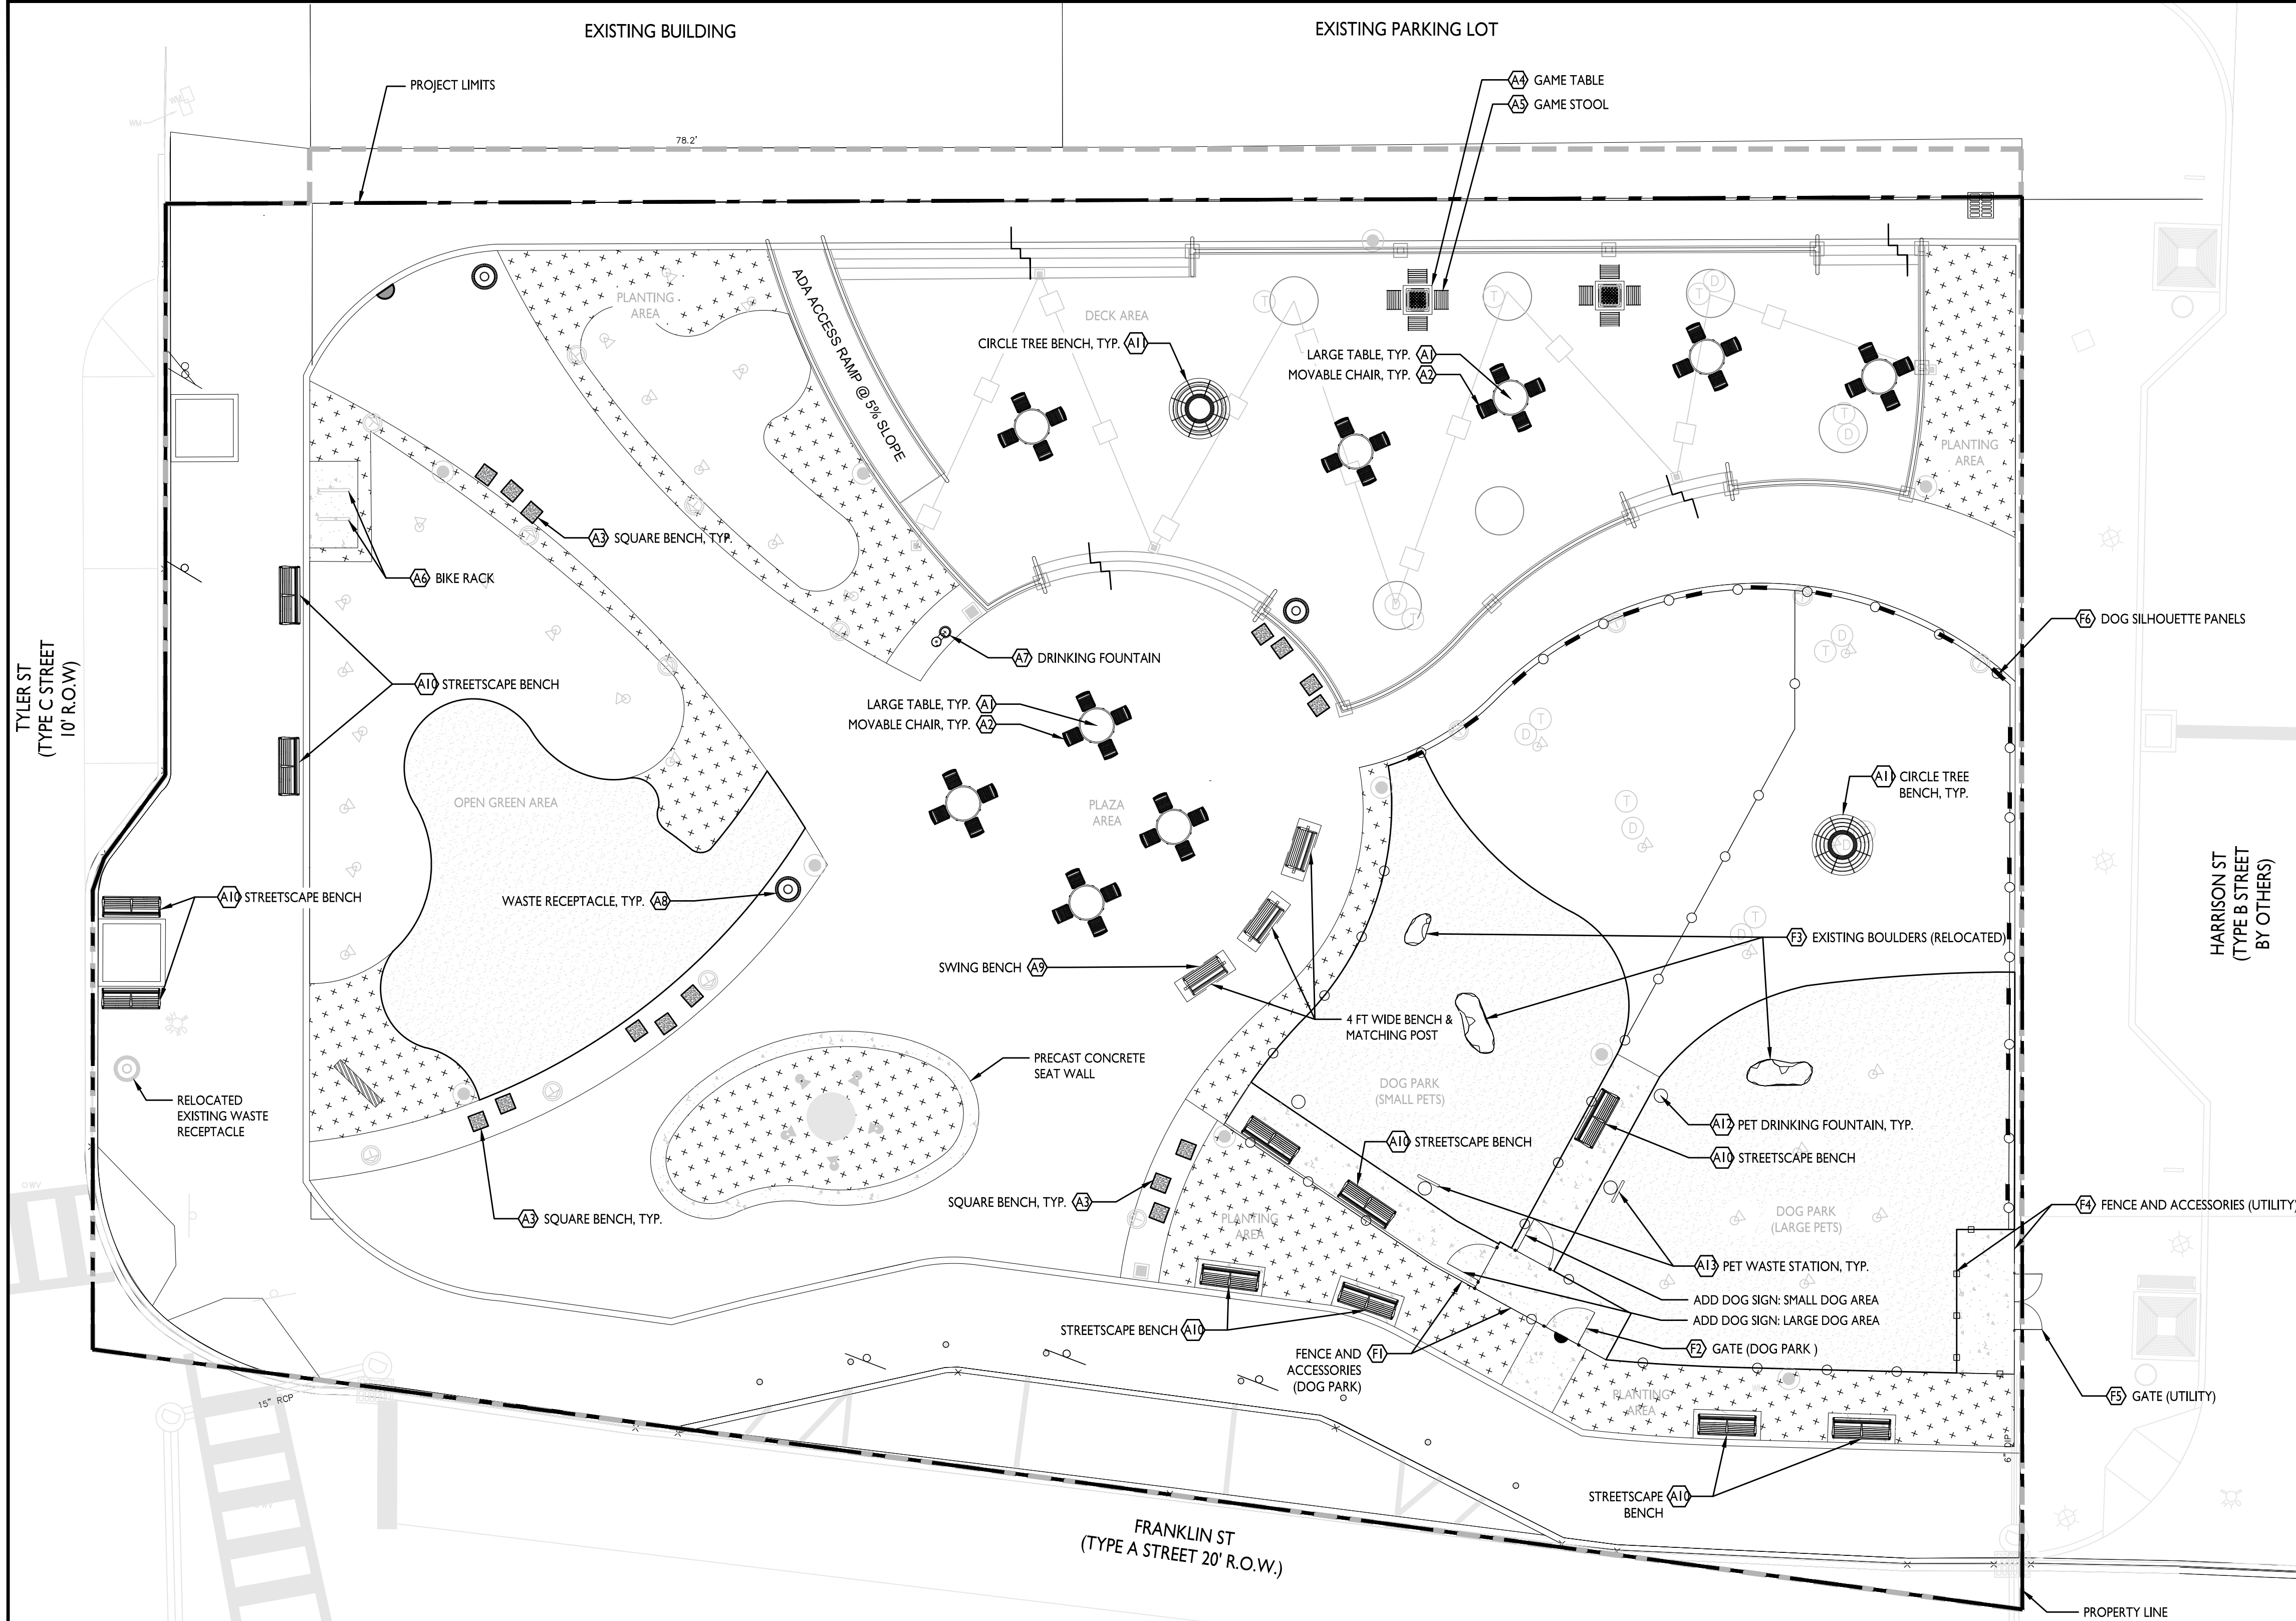 EXISTING BUILDING
EXISTING PARKING LOT
PROJECT LIMITS
A4 GAME TABLE
A5 GAME STOOL
WM
WM
78.2'
PLANTING
AREA
ADA ACCESS RAMP @ 5% SLOPE
DECK AREA
CIRCLE TREE BENCH, TYP. A11
LARGE TABLE, TYP. A1
MOVABLE CHAIR, TYP. A2
T
T
T
D
T
D
PLANTING
AREA
A3 SQUARE BENCH, TYP.
A6 BIKE RACK
D
T
F6 DOG SILHOUETTE PANELS
TYLER ST
(TYPE C STREET
10' R.O.W)
A10 STREETSCAPE BENCH
A7 DRINKING FOUNTAIN
D
T
LARGE TABLE, TYP. A1
MOVABLE CHAIR, TYP. A2
T
D
OPEN GREEN AREA
PLAZA
AREA
T
D
A11 CIRCLE TREE
BENCH, TYP.
A10 STREETSCAPE BENCH
WASTE RECEPTACLE, TYP. A8
T
D
F3 EXISTING BOULDERS (RELOCATED)
HARRISON ST
(TYPE B STREET
BY OTHERS)
SWING BENCH A9
4 FT WIDE BENCH &
MATCHING POST
PRECAST CONCRETE
SEAT WALL
DOG PARK
(SMALL PETS)
RELOCATED
EXISTING WASTE
RECEPTACLE
A12 PET DRINKING FOUNTAIN, TYP.
A10 STREETSCAPE BENCH
A10 STREETSCAPE BENCH
WV
SQUARE BENCH, TYP. A3
A3 SQUARE BENCH, TYP.
PLANTING
AREA
DOG PARK
(LARGE PETS)
F4 FENCE AND ACCESSORIES (UTILITY)
A13 PET WASTE STATION, TYP.
ADD DOG SIGN: SMALL DOG AREA
ADD DOG SIGN: LARGE DOG AREA
STREETSCAPE BENCH A10
F2 GATE (DOG PARK )
FENCE AND F1
ACCESSORIES
(DOG PARK)
PLANTING
AREA
F5 GATE (UTILITY)
15" RCP
6" DIP
STREETSCAPE A10
BENCH
FRANKLIN ST
(TYPE A STREET 20' R.O.W.)
PROPERTY LINE